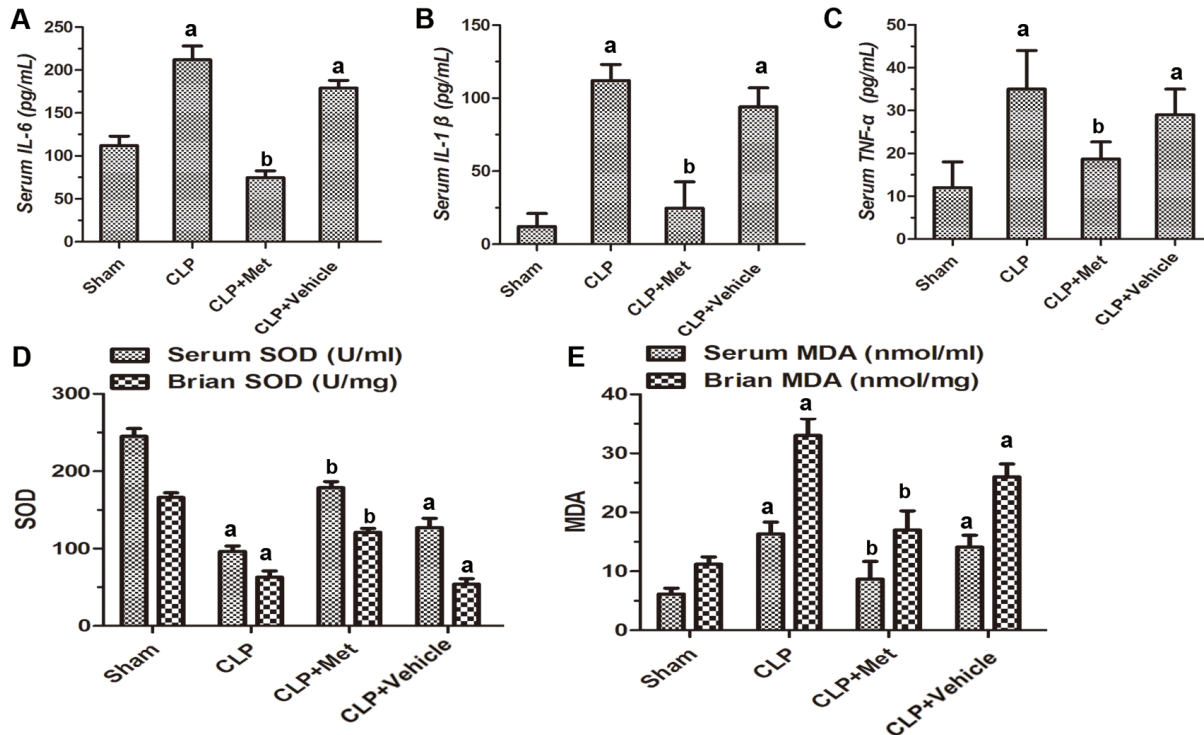 A
Serum IL-6 (pg/mL)
250
200
150
100
50
0
a
b
a
Sham
CLP
CLP+Met
CLP+Vehicle
B
Serum IL-1 β (pg/mL)
150
100
50
0
a
b
a
Sham
CLP
CLP+Met
CLP+Vehicle
C
Serum TNF-α (pg/mL)
50
40
30
20
10
0
a
b
a
Sham
CLP
CLP+Met
CLP+Vehicle
D
Serum SOD (U/ml)
Brian SOD (U/mg)
SOD
300
200
100
0
a
a
b
b
a
a
Sham
CLP
CLP+Met
CLP+Vehicle
E
Serum MDA (nmol/ml)
Brian MDA (nmol/mg)
MDA
40
30
20
10
0
a
a
b
b
a
a
Sham
CLP
CLP+Met
CLP+Vehicle